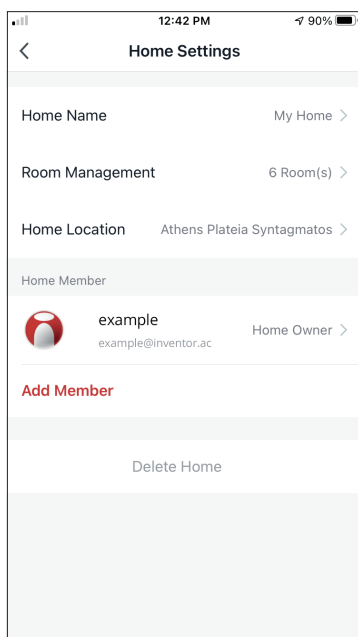 12:42 PM 90%
Home Settings
Home Name My Home
Room Management 6 Room(s)
Home Location Athens Plateia Syntagmatos
Home Member
example
example@inventor.ac Home Owner
Add Member
Delete Home